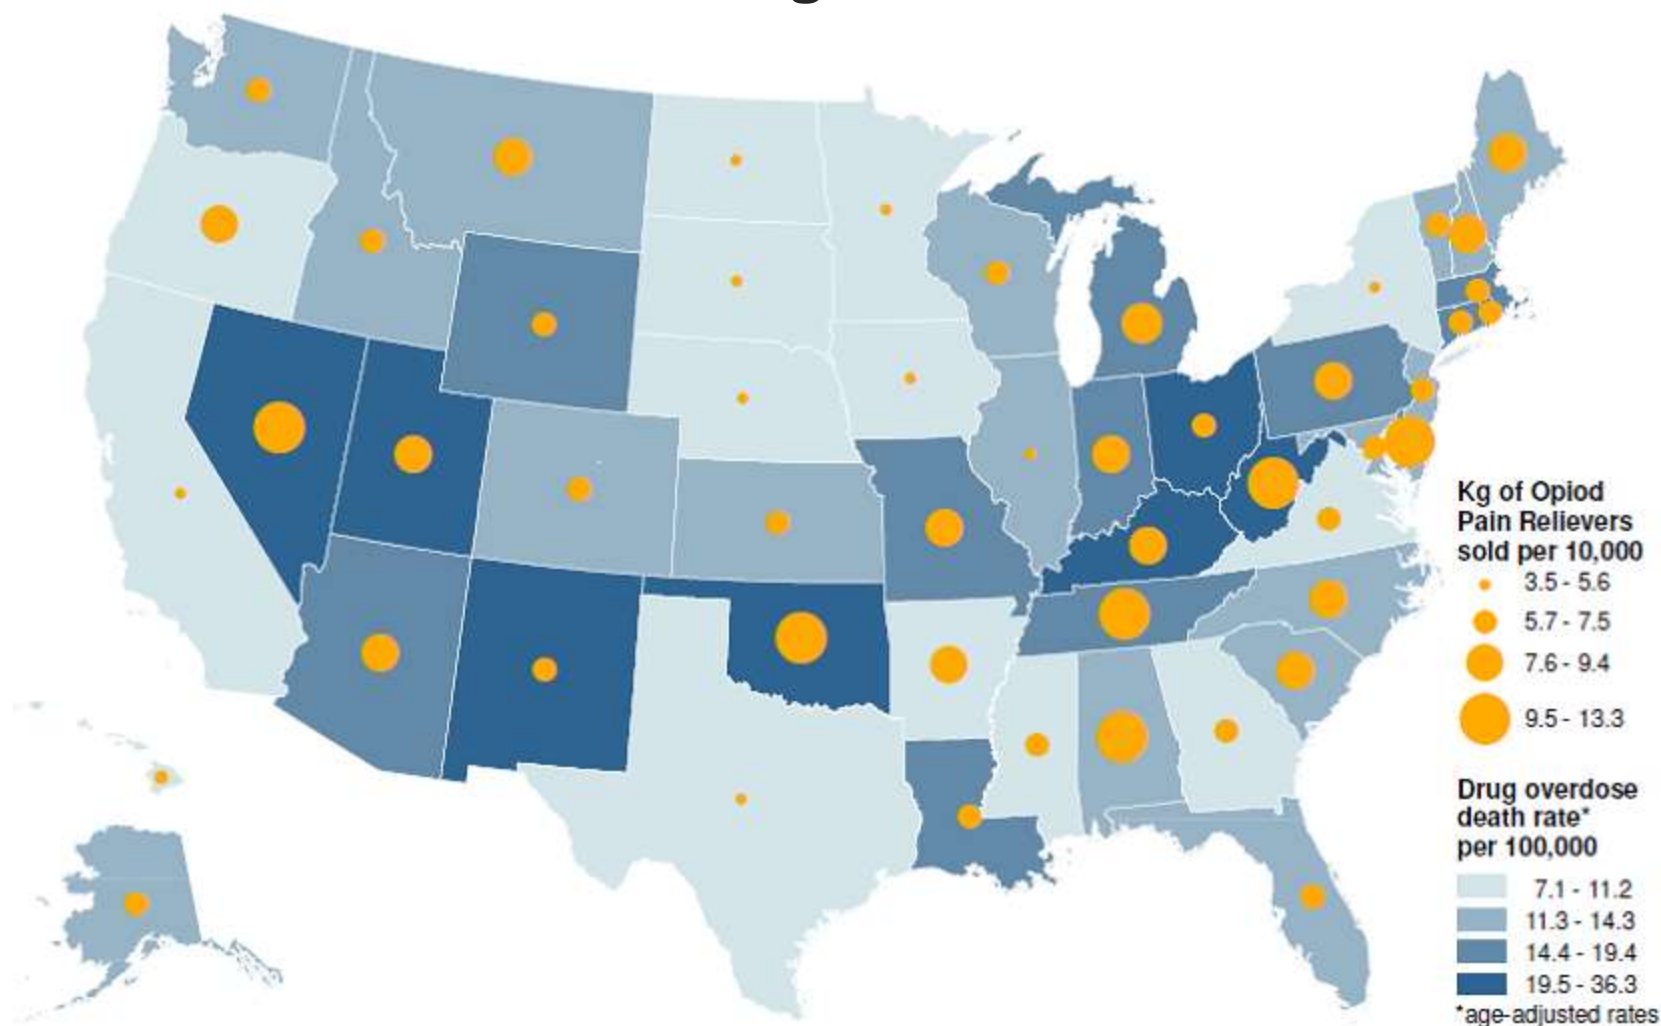 Kg of Opiod
Pain Relievers
sold per 10,000
3.5 - 5.6
5.7 - 7.5
7.6 - 9.4
9.5 - 13.3
Drug overdose
death rate*
per 100,000
7.1 - 11.2
11.3 - 14.3
14.4 - 19.4
19.5 - 36.3
*age-adjusted rates